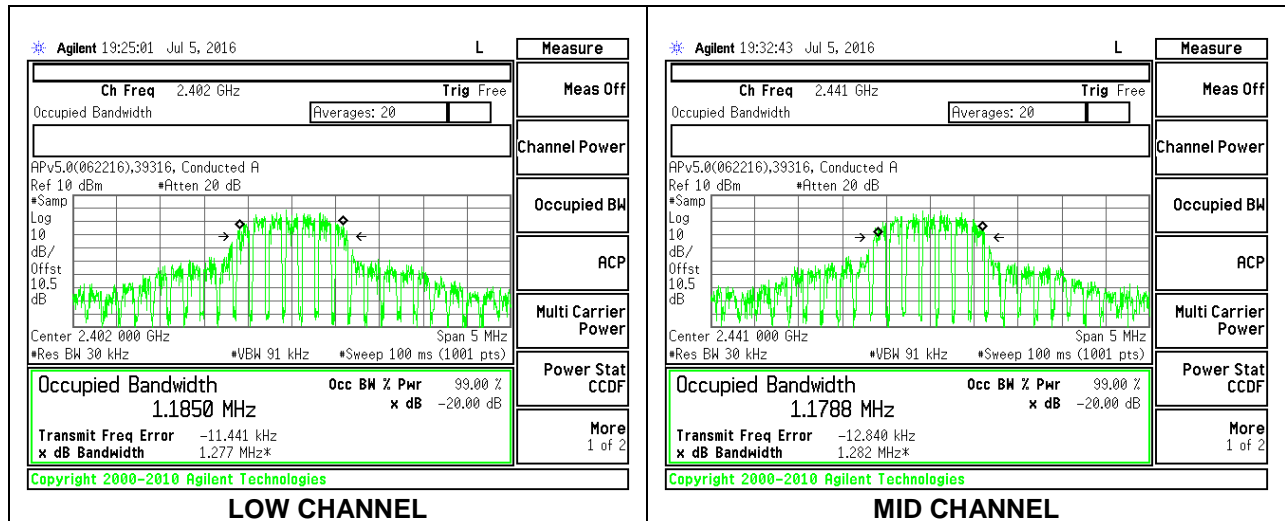 Agilent 19:25:01 Jul 5, 2016 L
Measure
Ch Freq 2.402 GHz Trig Free
Meas Off
Occupied Bandwidth Averages: 20
Channel Power
APv5.0(062216),39316, Conducted A
Ref 10 dBm #Atten 20 dB
#Samp
Log
10
dB/
Offst
10.5
dB
Occupied BW
ACP
Multi Carrier
Power
Center 2.402 000 GHz Span 5 MHz
#Res BW 30 kHz #VBW 91 kHz #Sweep 100 ms (1001 pts)
Power Stat
CCDF
Occupied Bandwidth Occ BW % Pwr 99.00 %
1.1850 MHz x dB -20.00 dB
Transmit Freq Error -11.441 kHz
x dB Bandwidth 1.277 MHz*
More
1 of 2
Copyright 2000-2010 Agilent Technologies
LOW CHANNEL
Agilent 19:32:43 Jul 5, 2016 L
Measure
Ch Freq 2.441 GHz Trig Free
Meas Off
Occupied Bandwidth Averages: 20
Channel Power
APv5.0(062216),39316, Conducted A
Ref 10 dBm #Atten 20 dB
#Samp
Log
10
dB/
Offst
10.5
dB
Occupied BW
ACP
Multi Carrier
Power
Center 2.441 000 GHz Span 5 MHz
#Res BW 30 kHz #VBW 91 kHz #Sweep 100 ms (1001 pts)
Power Stat
CCDF
Occupied Bandwidth Occ BW % Pwr 99.00 %
1.1788 MHz x dB -20.00 dB
Transmit Freq Error -12.840 kHz
x dB Bandwidth 1.282 MHz*
More
1 of 2
Copyright 2000-2010 Agilent Technologies
MID CHANNEL